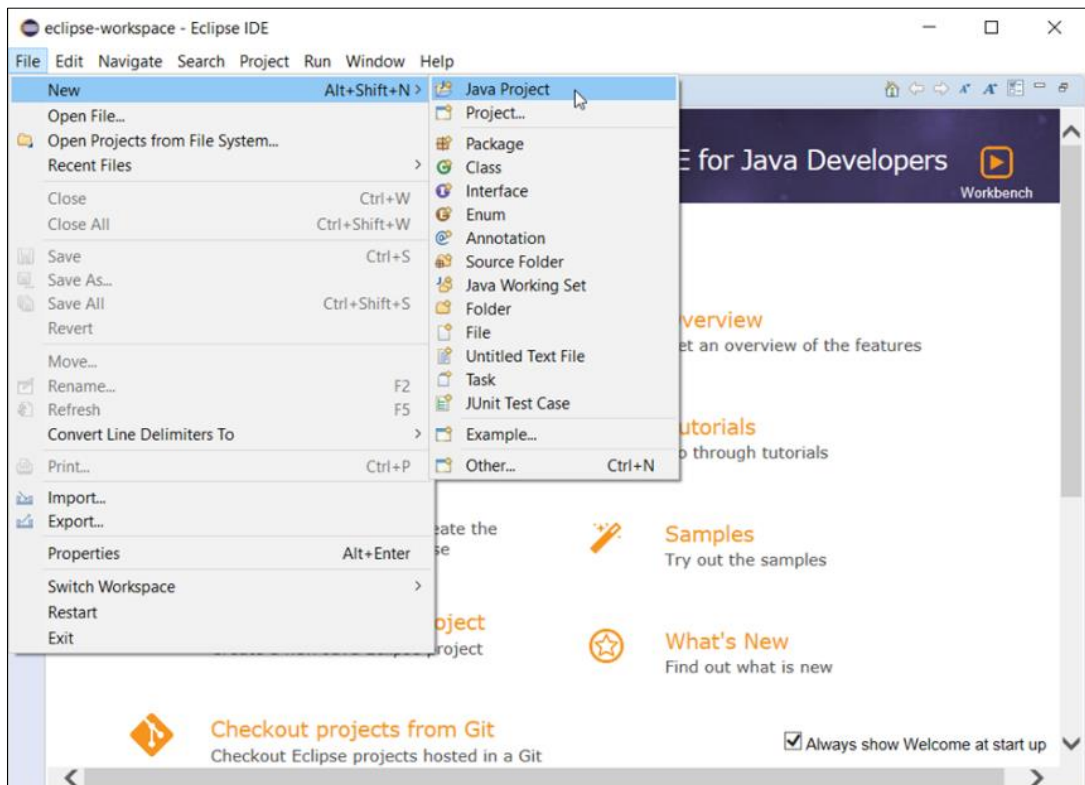 eclipse-workspace - Eclipse IDE
File Edit Navigate Search Project Run Window Help
New Alt+Shift+N >
Open File...
Open Projects from File System...
Recent Files >
Close Ctrl+W
Close All Ctrl+Shift+W
Save Ctrl+S
Save As...
Save All Ctrl+Shift+S
Revert
Move...
Rename... F2
Refresh F5
Convert Line Delimiters To >
Print... Ctrl+P
Import...
Export...
Properties Alt+Enter
Switch Workspace >
Restart
Exit
Java Project
Project...
Package
Class
Interface
Enum
Annotation
Source Folder
Java Working Set
Folder
File
Untitled Text File
Task
JUnit Test Case
Example...
Other... Ctrl+N
E for Java Developers
Workbench
verview
et an overview of the features
utorials
o through tutorials
eate the
se
Samples
Try out the samples
oject
project
What's New
Find out what is new
Checkout projects from Git
Checkout Eclipse projects hosted in a Git
Always show Welcome at start up